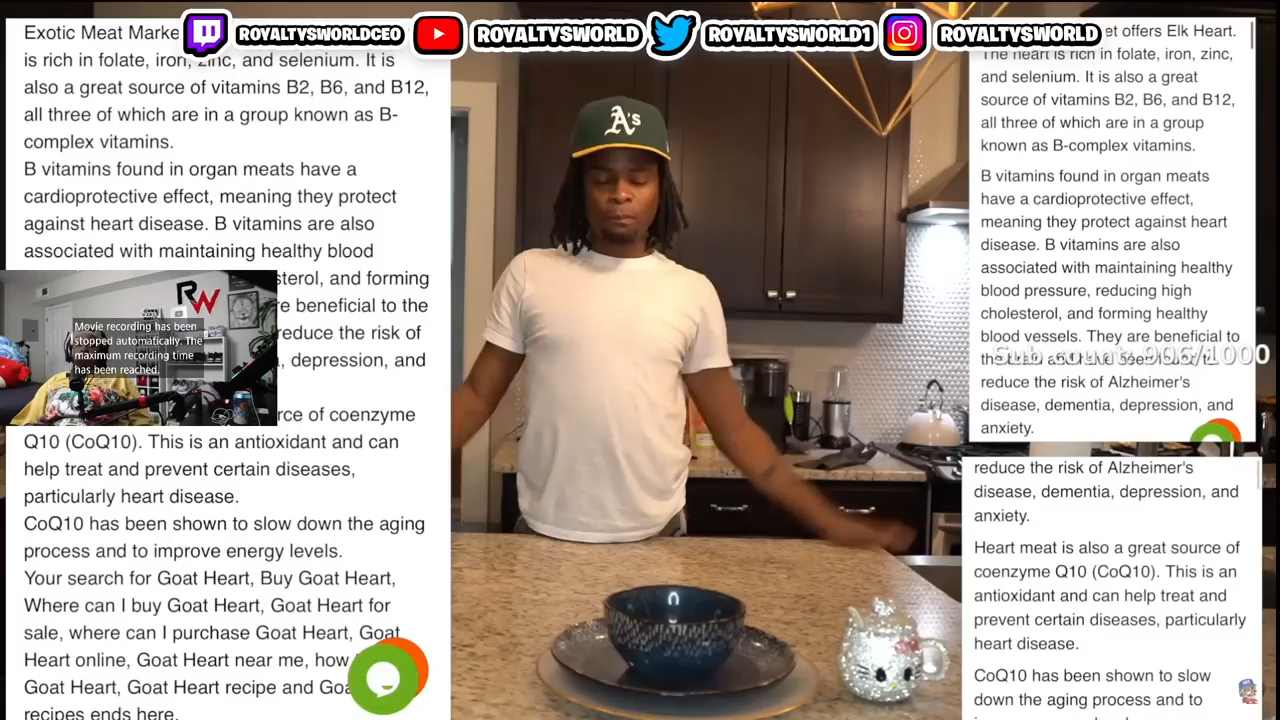 ROYALTYSWORLDCEO
ROYALTYSWORLD
ROYALTYSWORLD1
ROYALTYSWORLD
Exotic Meat Marke
is rich in folate, iron, zinc, and selenium. It is
also a great source of vitamins B2, B6, and B12,
all three of which are in a group known as B-
complex vitamins.
B vitamins found in organ meats have a
cardioprotective effect, meaning they protect
against heart disease. B vitamins are also
associated with maintaining healthy blood
sterol, and forming
re beneficial to the
reduce the risk of
, depression, and
rce of coenzyme
Q10 (CoQ10). This is an antioxidant and can
help treat and prevent certain diseases,
particularly heart disease.
CoQ10 has been shown to slow down the aging
process and to improve energy levels.
Your search for Goat Heart, Buy Goat Heart,
Where can I buy Goat Heart, Goat Heart for
sale, where can I purchase Goat Heart, Goat
Heart online, Goat Heart near me, how
Goat Heart, Goat Heart recipe and Goa
recipes ends here.
RW
Movie recording has been
stopped automatically. The
maximum recording time
has been reached.
A's
et offers Elk Heart.
The heart is rich in folate, iron, zinc,
and selenium. It is also a great
source of vitamins B2, B6, and B12,
all three of which are in a group
known as B-complex vitamins.
B vitamins found in organ meats
have a cardioprotective effect,
meaning they protect against heart
disease. B vitamins are also
associated with maintaining healthy
blood pressure, reducing high
cholesterol, and forming healthy
blood vessels. They are beneficial to
Sub count: 906/1000
reduce the risk of Alzheimer's
disease, dementia, depression, and
anxiety.
reduce the risk of Alzheimer's
disease, dementia, depression, and
anxiety.
Heart meat is also a great source of
coenzyme Q10 (CoQ10). This is an
antioxidant and can help treat and
prevent certain diseases, particularly
heart disease.
CoQ10 has been shown to slow
down the aging process and to